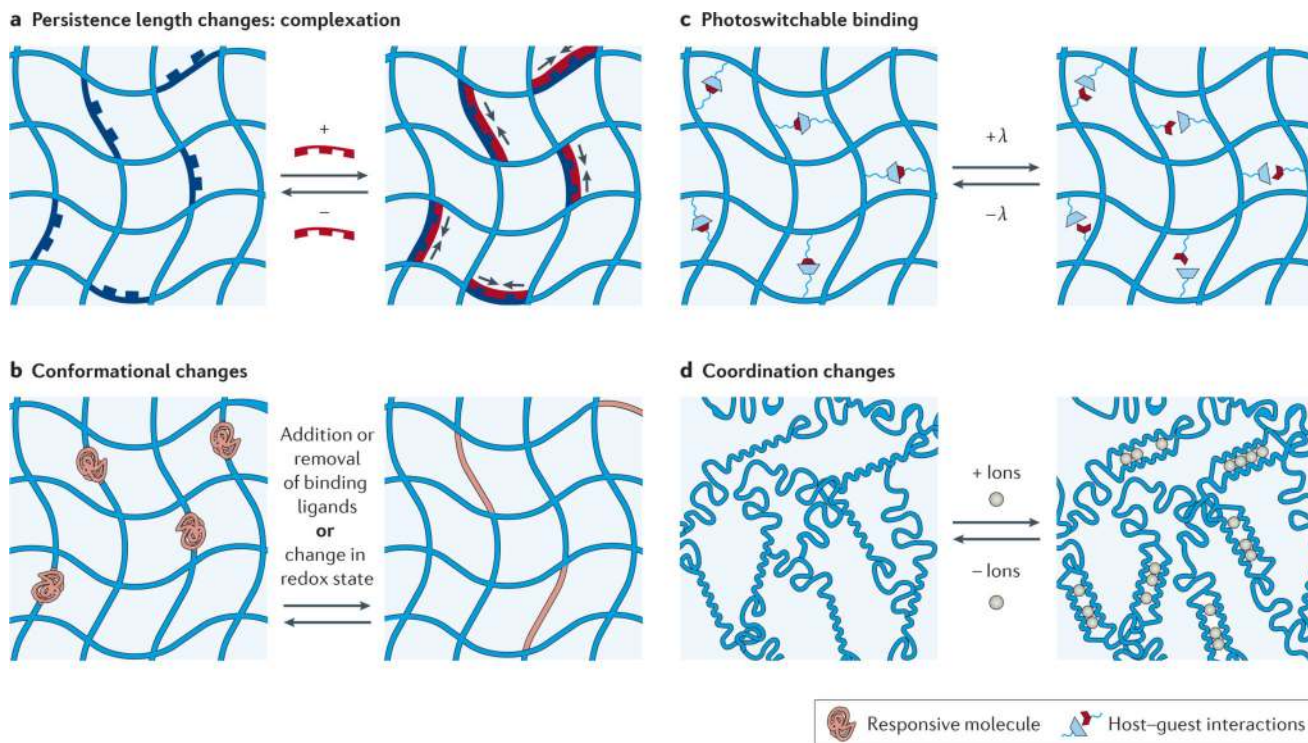 a Persistence length changes: complexation
+
−
b Conformational changes
Addition or
removal
of binding
ligands
or
change in
redox state
c Photoswitchable binding
+λ
−λ
d Coordination changes
+ Ions
− Ions
Responsive molecule
Host–guest interactions